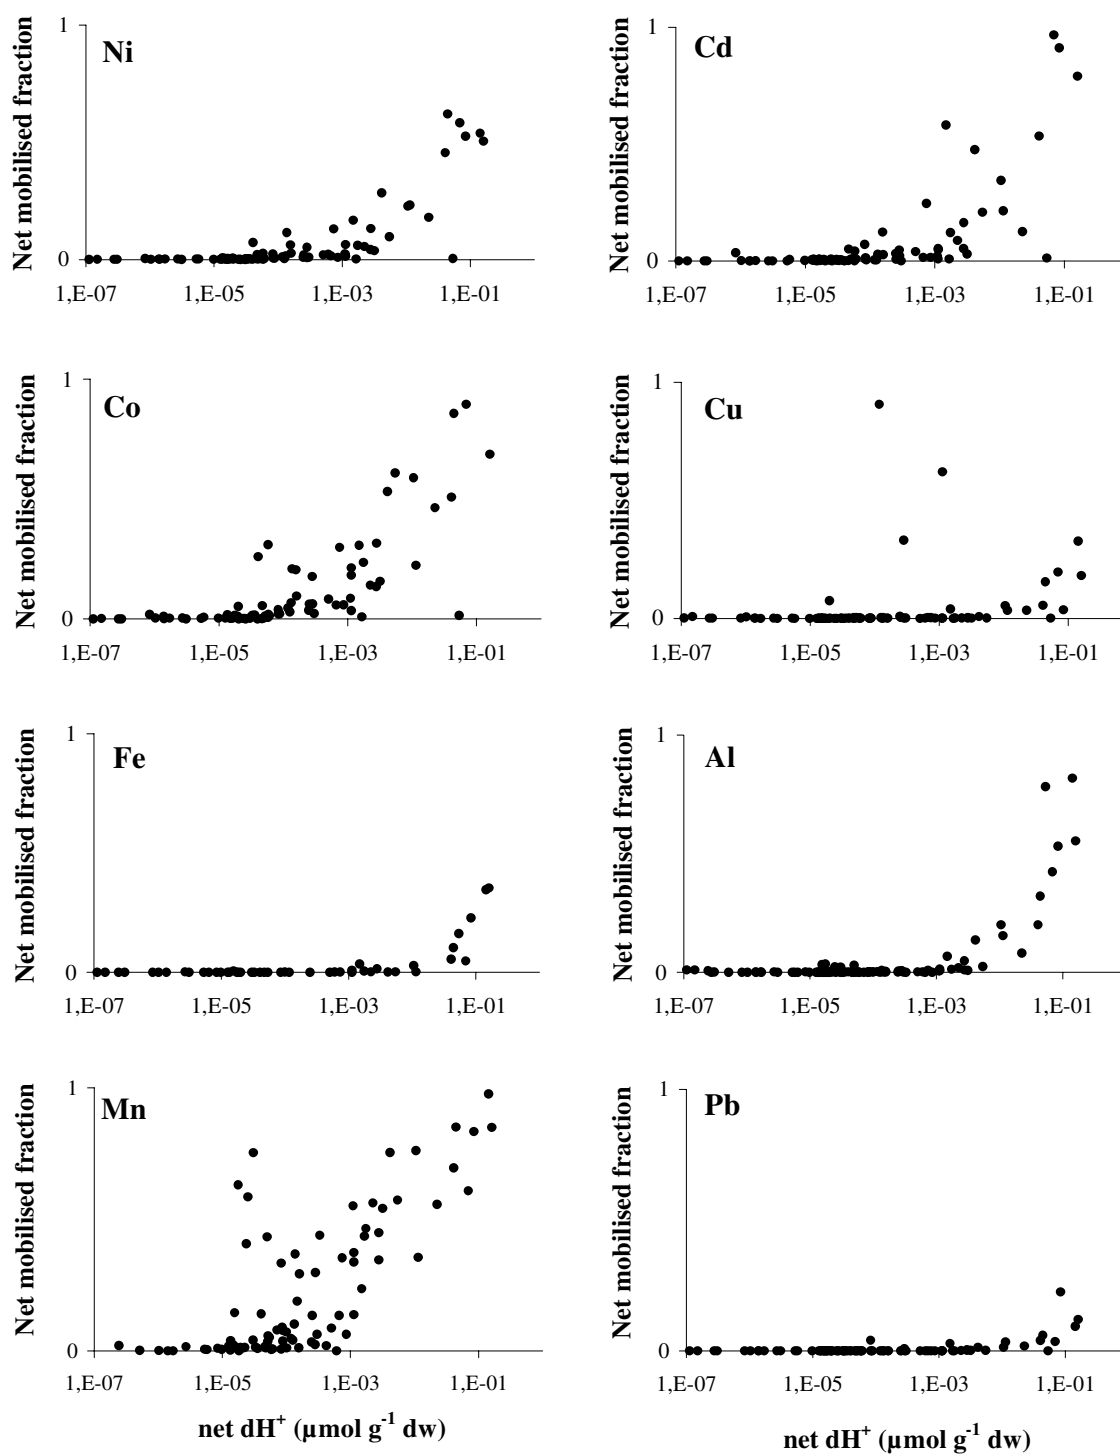 Net mobilised fraction
1
Ni
0
1,E-07 1,E-05 1,E-03 1,E-01
Net mobilised fraction
1
Cd
0
1,E-07 1,E-05 1,E-03 1,E-01
Net mobilised fraction
1
Co
0
1,E-07 1,E-05 1,E-03 1,E-01
Net mobilised fraction
1
Cu
0
1,E-07 1,E-05 1,E-03 1,E-01
Net mobilised fraction
1
Fe
0
1,E-07 1,E-05 1,E-03 1,E-01
Net mobilised fraction
1
Al
0
1,E-07 1,E-05 1,E-03 1,E-01
Net mobilised fraction
1
Mn
0
1,E-07 1,E-05 1,E-03 1,E-01
net dH⁺ (µmol g⁻¹ dw)
Net mobilised fraction
1
Pb
0
1,E-07 1,E-05 1,E-03 1,E-01
net dH⁺ (µmol g⁻¹ dw)